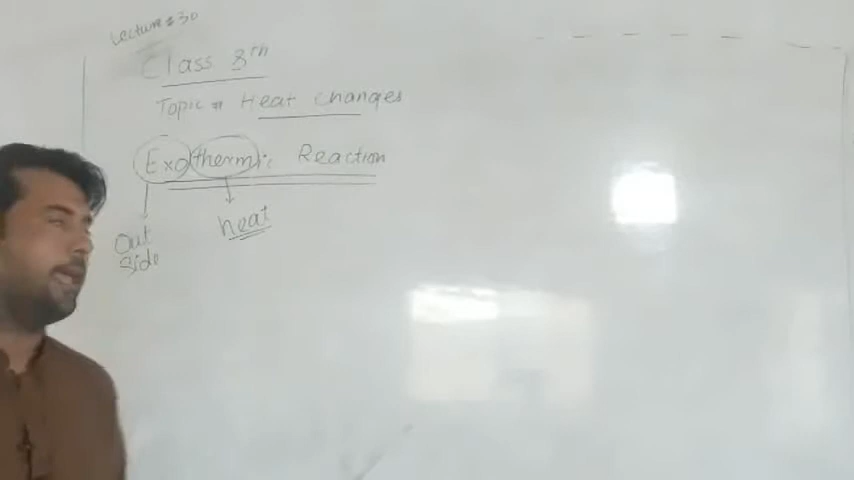 Lecture # 30
Class 8th
Topic = Heat changes
Exothermic Reaction
Out side
heat